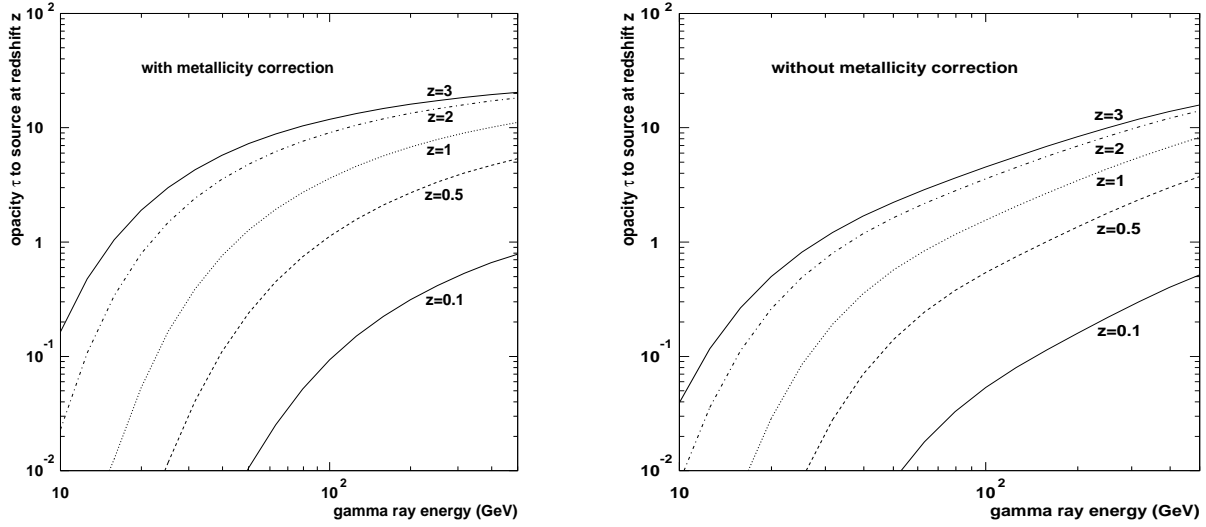 opacity τ to source at redshift z
10²
10
1
10⁻¹
10⁻²
with metallicity correction
z=3
z=2
z=1
z=0.5
z=0.1
10
10²
gamma ray energy (GeV)
opacity τ to source at redshift z
10²
10
1
10⁻¹
10⁻²
without metallicity correction
z=3
z=2
z=1
z=0.5
z=0.1
10
10²
gamma ray energy (GeV)